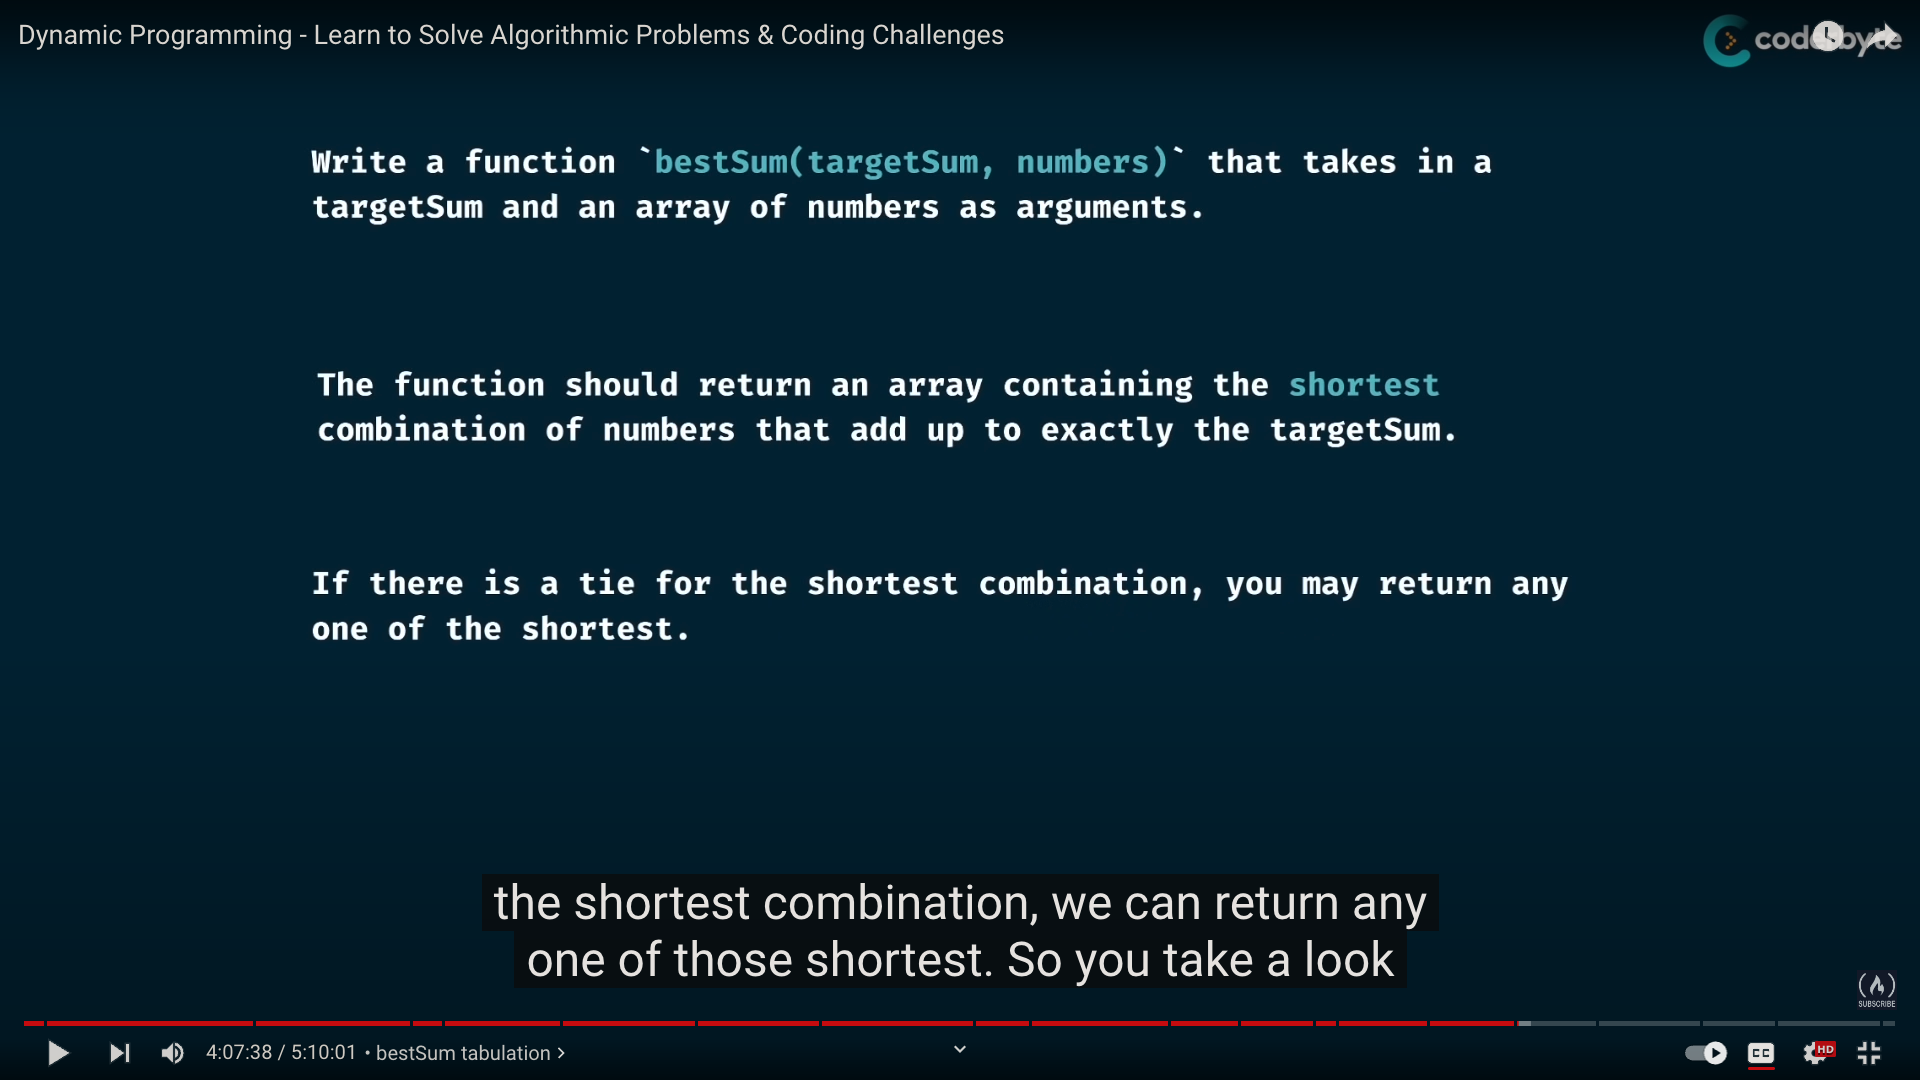 Dynamic Programming - Learn to Solve Algorithmic Problems & Coding Challenges
coderbyte
Write a function `bestSum(targetSum, numbers)` that takes in a
targetSum and an array of numbers as arguments.
The function should return an array containing the shortest
combination of numbers that add up to exactly the targetSum.
If there is a tie for the shortest combination, you may return any
one of the shortest.
the shortest combination, we can return any
one of those shortest. So you take a look
SUBSCRIBE
4:07:38 / 5:10:01 • bestSum tabulation
CC
HD